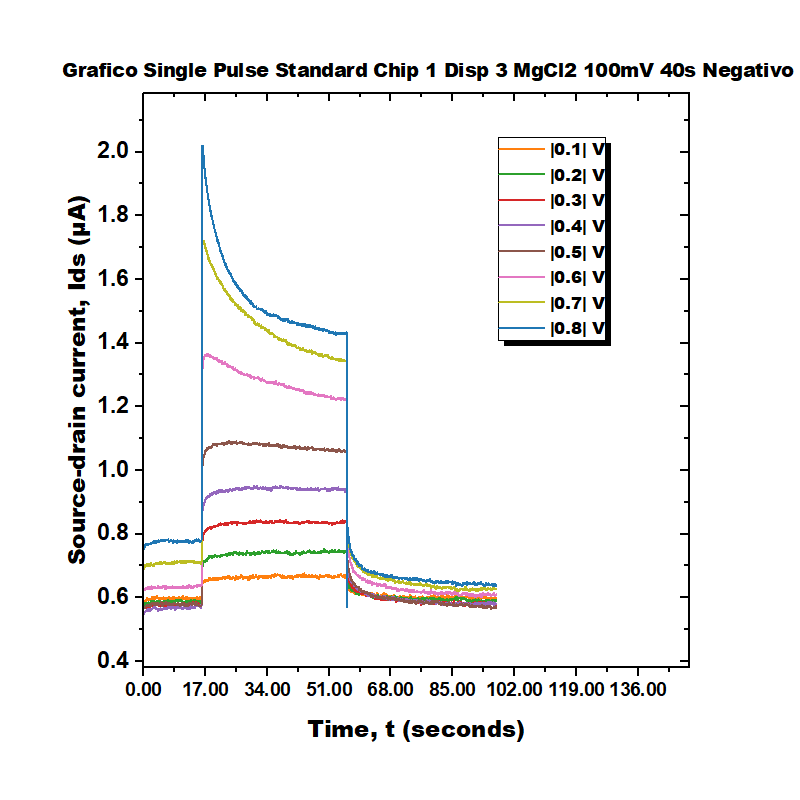 Grafico Single Pulse Standard Chip 1 Disp 3 MgCl2 100mV 40s Negativo
|0.1| V
|0.2| V
|0.3| V
|0.4| V
|0.5| V
|0.6| V
|0.7| V
|0.8| V
Source-drain current, Ids (µA)
2.0
1.8
1.6
1.4
1.2
1.0
0.8
0.6
0.4
0.00 17.00 34.00 51.00 68.00 85.00 102.00 119.00 136.00
Time, t (seconds)